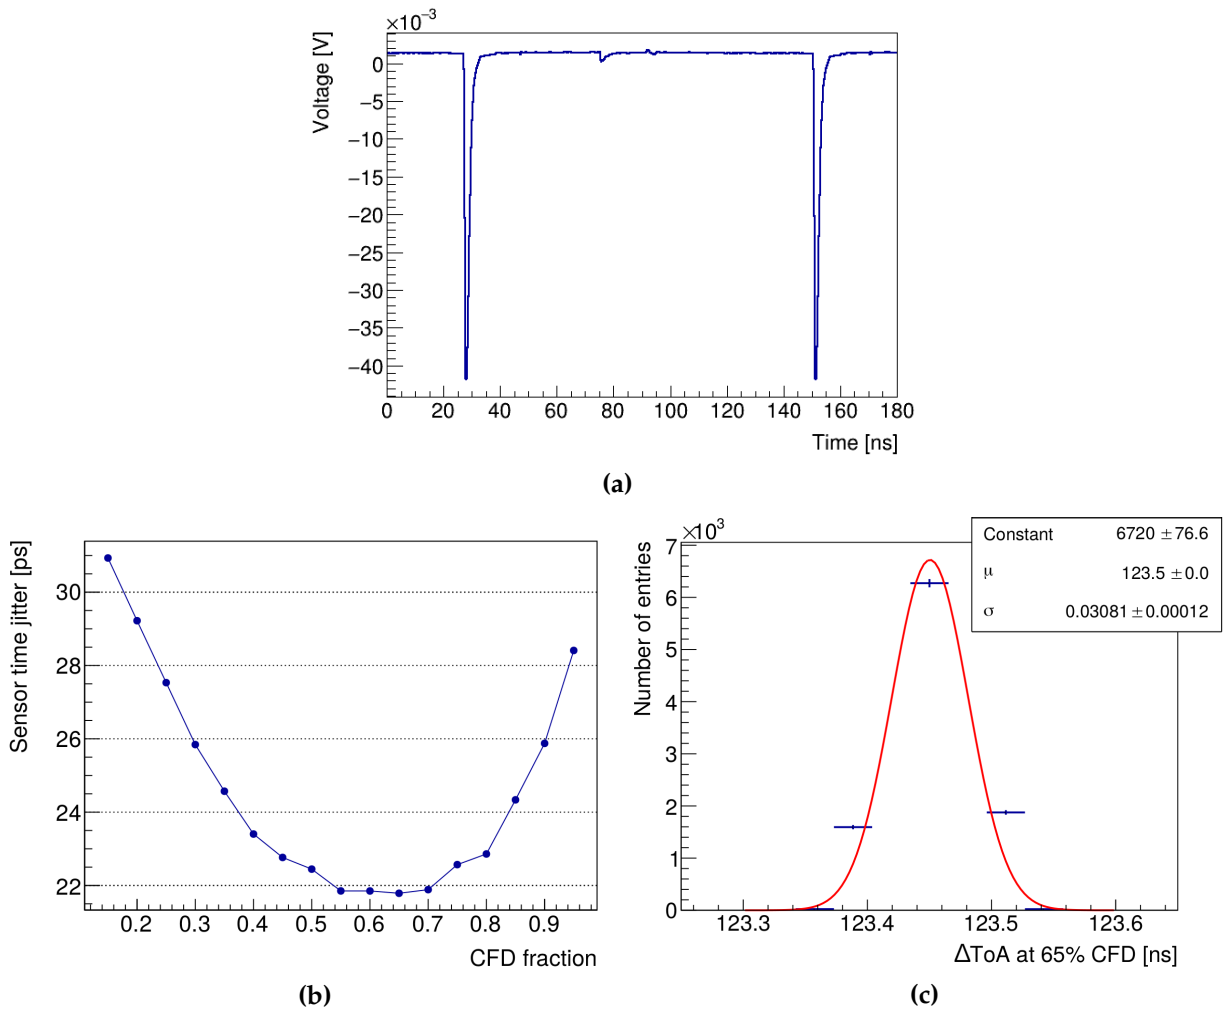 ×10⁻³
Voltage [V]
0
−5
−10
−15
−20
−25
−30
−35
−40
0 20 40 60 80 100 120 140 160 180
Time [ns]
(a)
Sensor time jitter [ps]
30
28
26
24
22
0.2 0.3 0.4 0.5 0.6 0.7 0.8 0.9
CFD fraction
(b)
×10³
Number of entries
7
6
5
4
3
2
1
0
123.3 123.4 123.5 123.6
ΔToA at 65% CFD [ns]
Constant 6720 ± 76.6
μ 123.5 ± 0.0
σ 0.03081 ± 0.00012
(c)